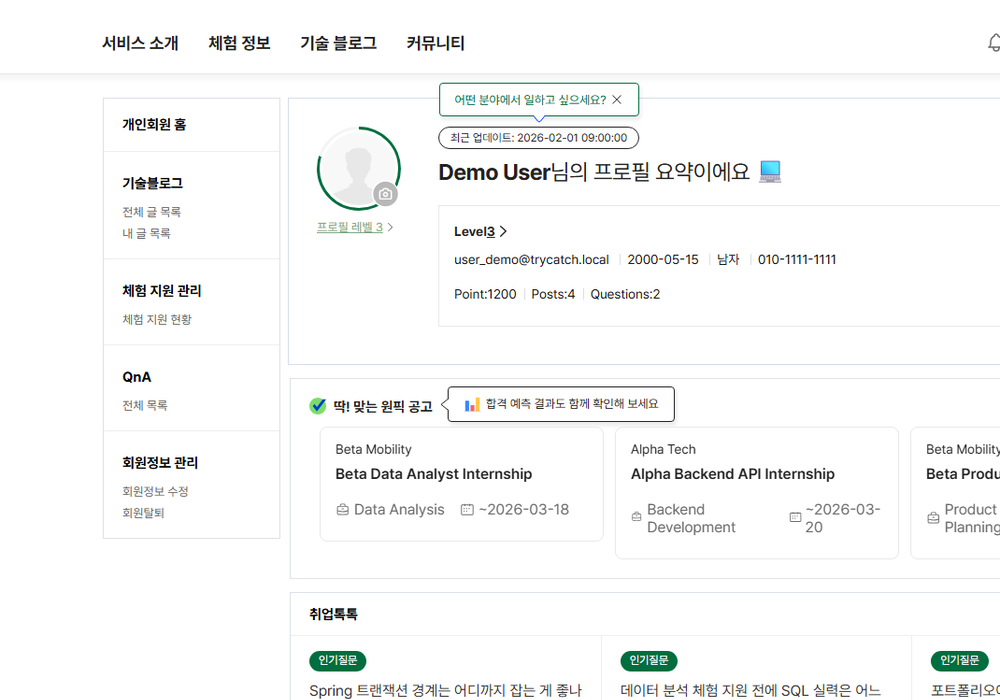 서비스 소개 체험 정보 기술 블로그 커뮤니티
개인회원 홈
기술블로그
전체 글 목록
내 글 목록
체험 지원 관리
체험 지원 현황
QnA
전체 목록
회원정보 관리
회원정보 수정
회원탈퇴
프로필 레벨 3
어떤 분야에서 일하고 싶으세요?
최근 업데이트: 2026-02-01 09:00:00
Demo User님의 프로필 요약이에요
Level3
user_demo@trycatch.local 2000-05-15 남자 010-1111-1111
Point:1200 Posts:4 Questions:2
딱! 맞는 원픽 공고
합격 예측 결과도 함께 확인해 보세요
Beta Mobility
Beta Data Analyst Internship
Data Analysis ~2026-03-18
Alpha Tech
Alpha Backend API Internship
Backend
Development
~2026-03-
20
Beta Mobility
Beta Produ
Product
Planning
취업톡톡
인기질문
Spring 트랜잭션 경계는 어디까지 잡는 게 좋나
인기질문
데이터 분석 체험 지원 전에 SQL 실력은 어느
인기질문
포트폴리오에